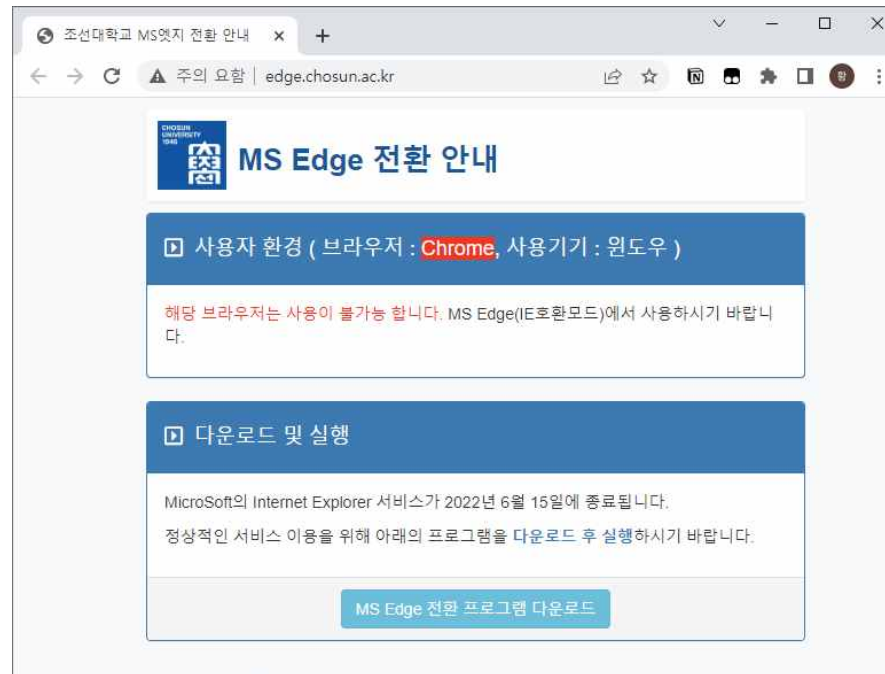 조선대학교 MS엣지 전환 안내
주의 요함 | edge.chosun.ac.kr
CHOSUN
UNIVERSITY
1946
MS Edge 전환 안내
사용자 환경 ( 브라우저 : Chrome, 사용기기 : 윈도우 )
해당 브라우저는 사용이 불가능 합니다. MS Edge(IE호환모드)에서 사용하시기 바랍니
다.
다운로드 및 실행
MicroSoft의 Internet Explorer 서비스가 2022년 6월 15일에 종료됩니다.
정상적인 서비스 이용을 위해 아래의 프로그램을 다운로드 후 실행하시기 바랍니다.
MS Edge 전환 프로그램 다운로드